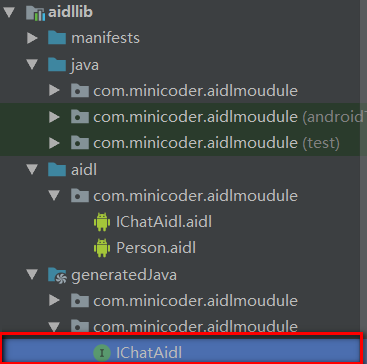 aidllib
manifests
java
com.minicoder.aidlmoudule
com.minicoder.aidlmoudule (android
com.minicoder.aidlmoudule (test)
aidl
com.minicoder.aidlmoudule
IChatAidl.aidl
Person.aidl
generatedJava
com.minicoder.aidlmoudule
com.minicoder.aidlmoudule
I IChatAidl